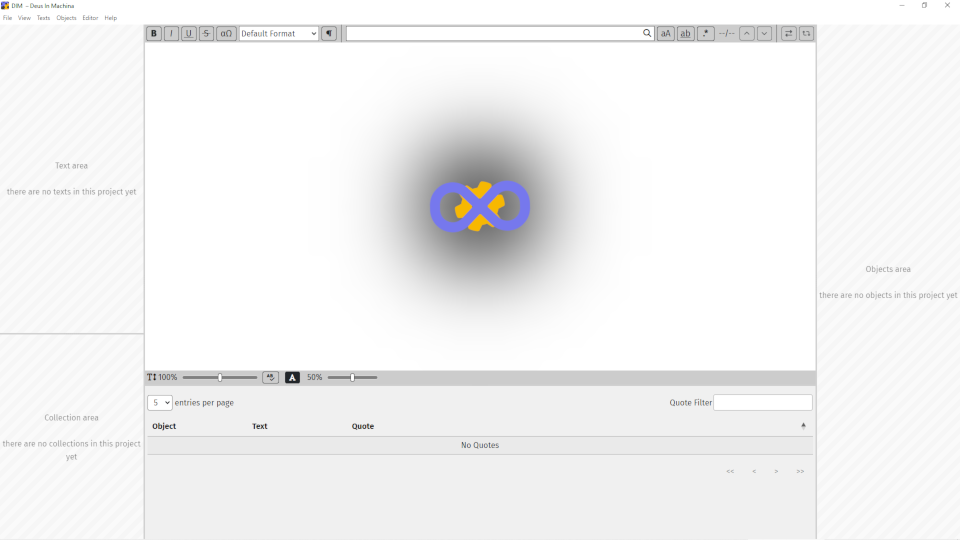 DIM - Deus In Machina
File View Texts Objects Editor Help
B I U S αΩ Default Format ¶ aA ab .* --/--
Text area
there are no texts in this project yet
Objects area
there are no objects in this project yet
T 100% A 50%
5 entries per page Quote Filter
Object Text Quote
Collection area
there are no collections in this project
yet
No Quotes
<< < > >>